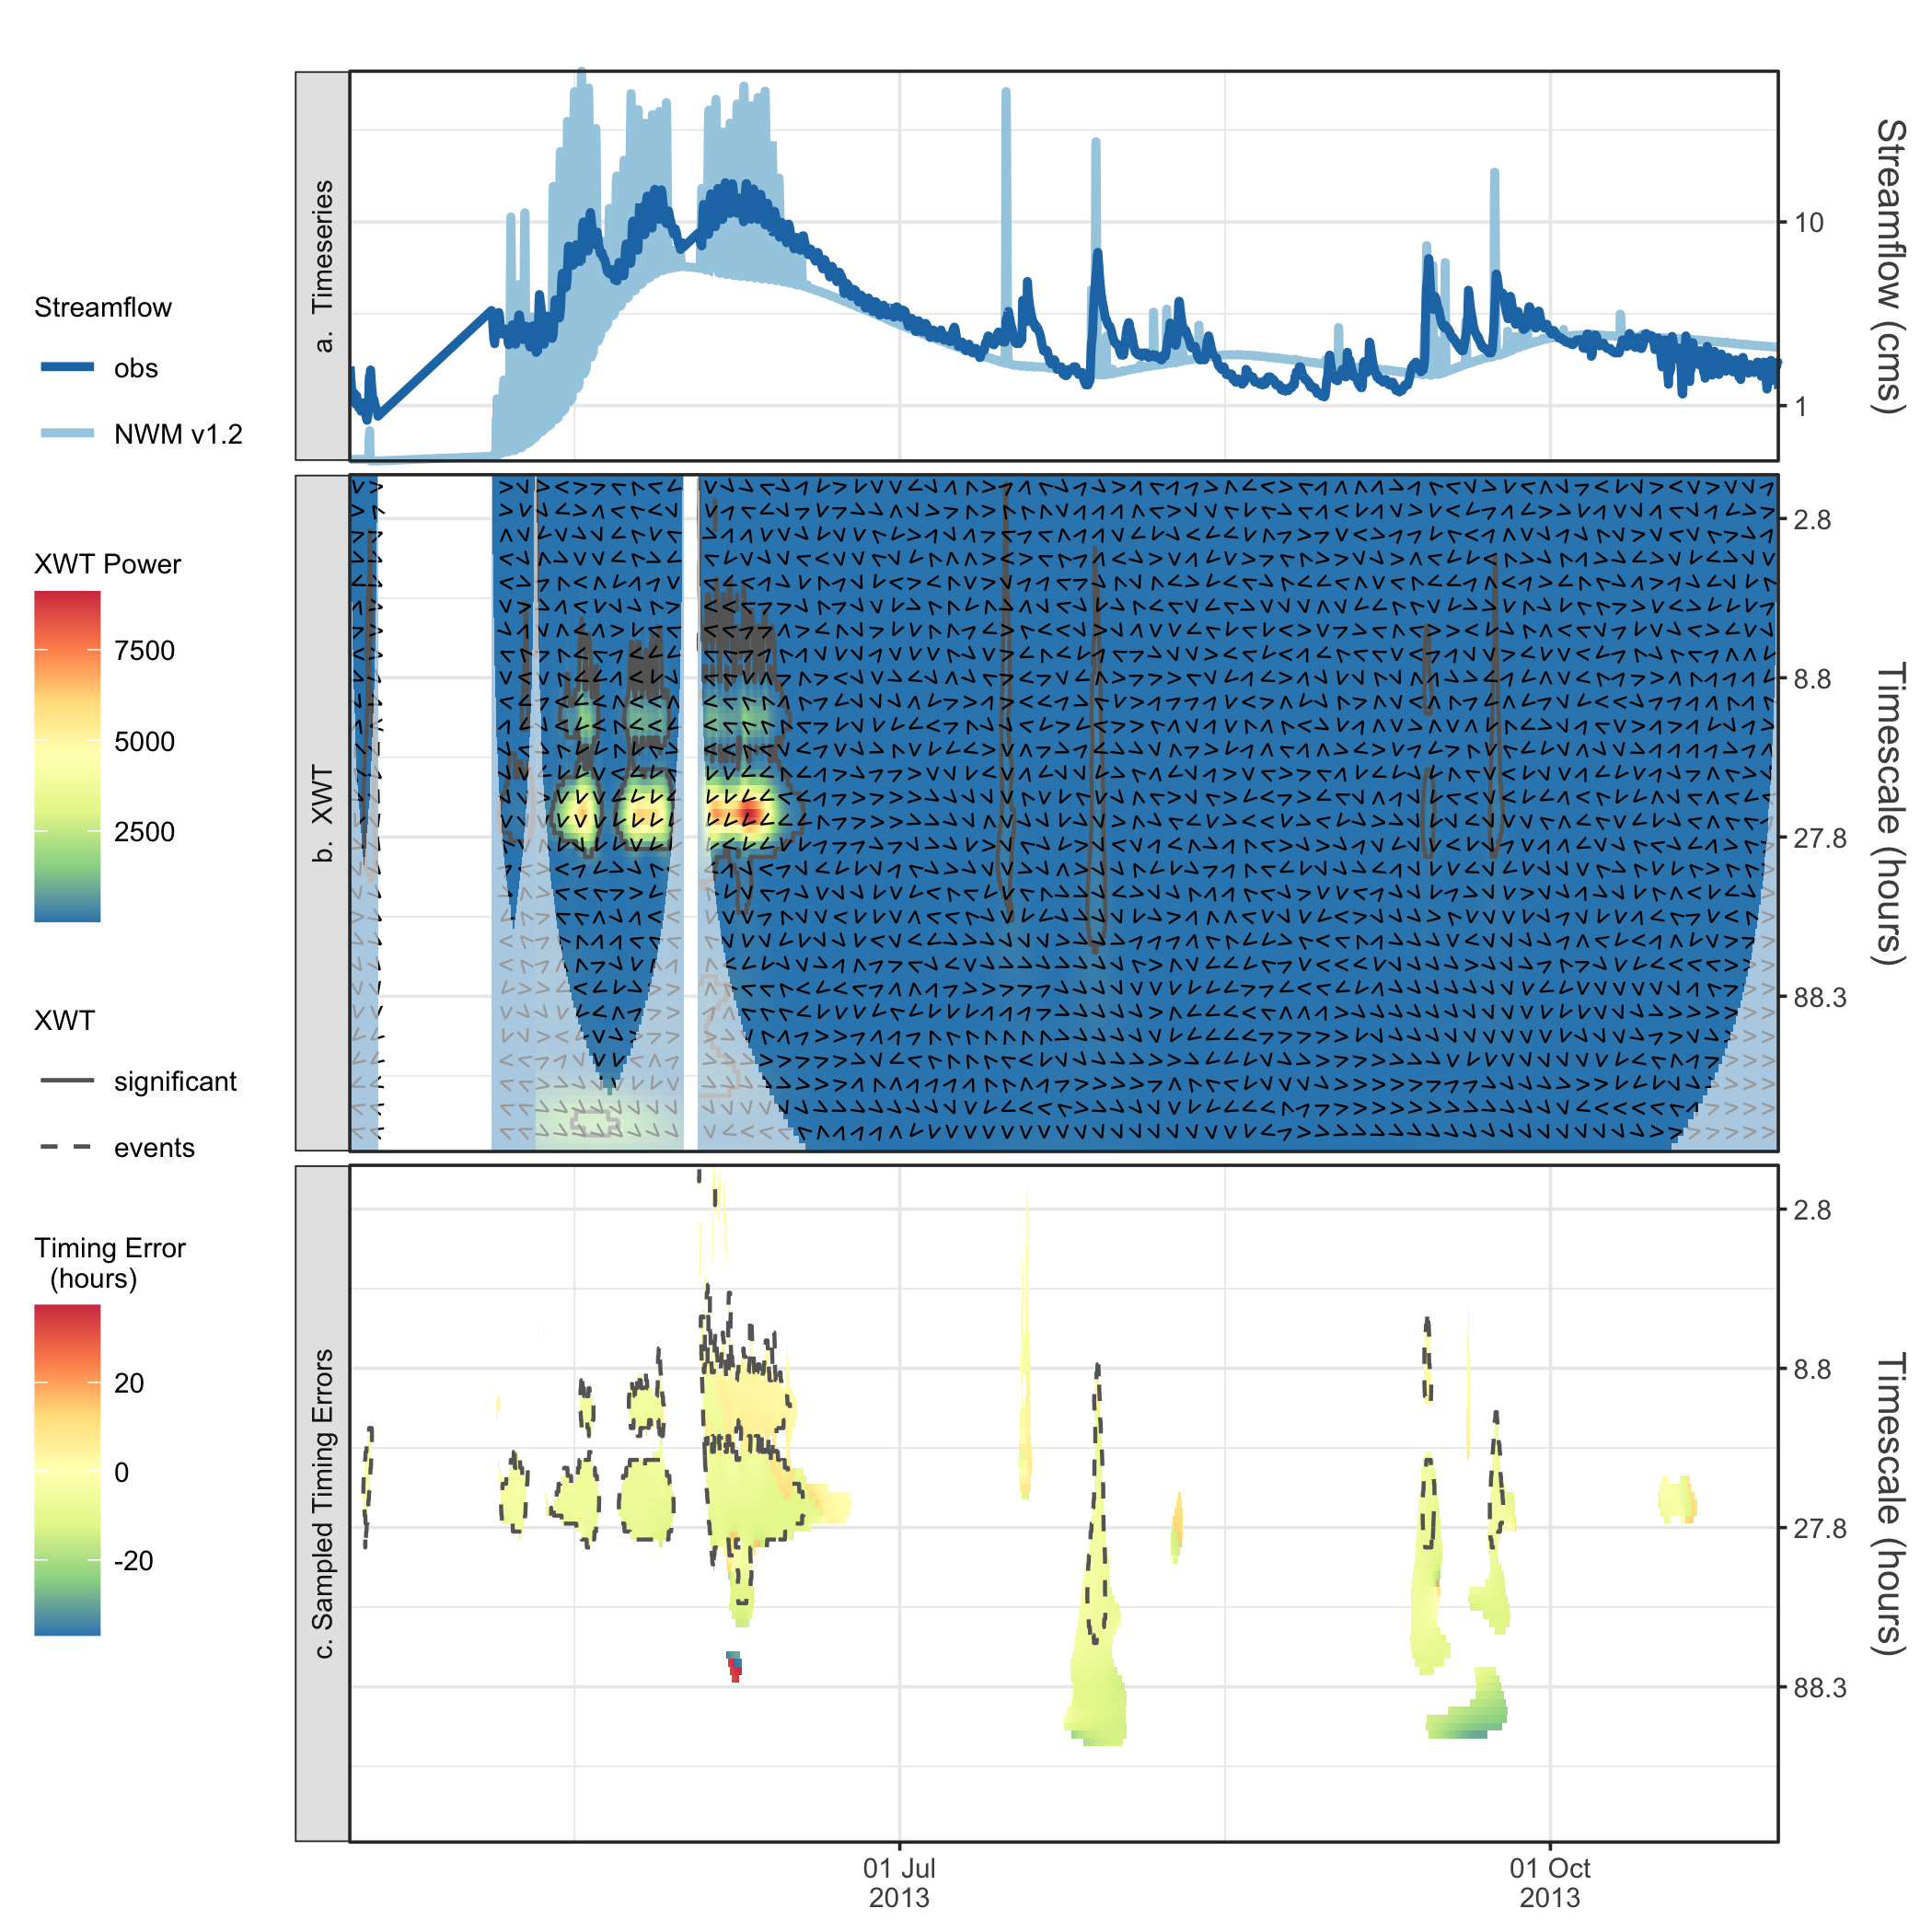 Streamflow
obs
NWM v1.2
XWT Power
7500
5000
2500
XWT
significant
events
Timing Error
(hours)
20
0
-20
a. Timeseries
10
1
Streamflow (cms)
b. XWT
2.8
8.8
27.8
88.3
Timescale (hours)
c. Sampled Timing Errors
2.8
8.8
27.8
88.3
Timescale (hours)
01 Jul
2013
01 Oct
2013